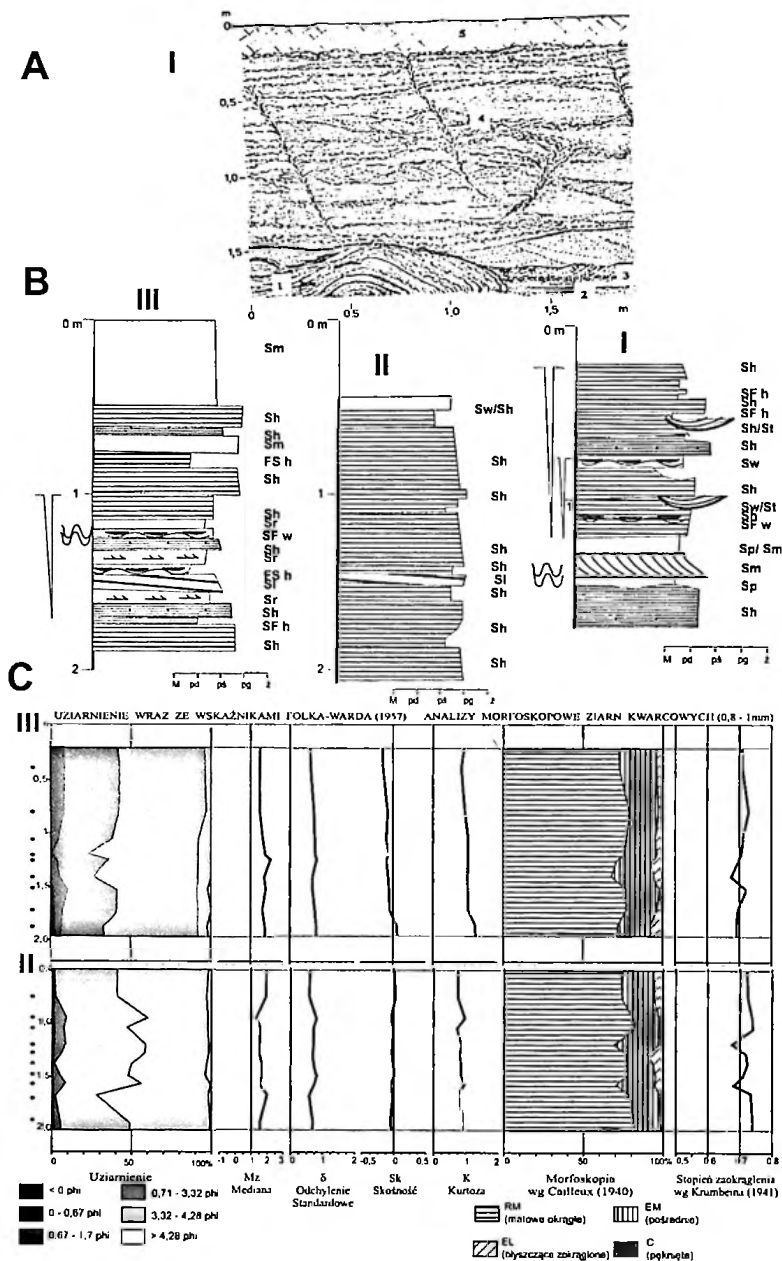 A
I
m
0
0,5
1,0
1,5
5
4
1
2
3
0
0,5
1,0
1,5
m
B
III
0 m
Sm
Sh
Sh
Sm
FS h
Sh
1
Sh
Sr
SF w
Sh
Sr
FS h
Sl
Sr
Sh
SF h
Sh
2
M pd pś pg ż
II
Sw/Sh
Sh
Sh
Sh
Sh
Sl
Sh
Sh
Sh
M pd pś pg ż
I
0 m
Sh
SF h
Sh
SF h
Sh/St
Sh
Sw
Sh
Sw/St
Sh
SF w
Sp/ Sm
Sm
Sp
Sh
1
M pd pś pg ż
C
UZIARNIENIE WRAZ ZE WSKAŹNIKAMI FOLKA-WARDA (1957) ANALIZY MORFOSKOPOWE ZIARN KWARCOWYCH (0,8 - 1mm)
III
0,5
1,5
2,0
II
0,4
1,0
1,5
2,0
0 50 100% -1 0 1 2 3 0 1 2 3 -0,5 0 0,5 0 1 2 0 50 100% 0,5 0,6 0,7 0,8
Uziarnienie
< 0 phi
0 - 0,67 phi
0,67 - 1,7 phi
0,71 - 3,32 phi
3,32 - 4,28 phi
> 4,28 phi
Mz
Mediana
δ
Odchylenie
Standardowe
Sk
Skośność
K
Kurtoza
Morfoskopia
wg Cailleux (1940)
RM
(matowe okrągłe)
EM
(pośrednie)
EL
(błyszczące zokrąglone)
C
(pęknięte)
Stopień zaokrąglenia
wg Krumbeina (1941)